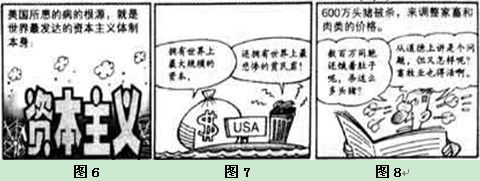 美国所患的病的根源，就是
世界最发达的资本主义体制
本身：
资本主义
拥有世界上
最大规模的
资本，
还拥有世界上最
悲惨的贫民窟！
$
USA
600万头猪被杀，来调整家畜和
肉类的价格。
数百万同胞
还饿着肚子
呢，杀这么
多头猪？
从道德上讲是个问
题，但又怎样呢？
畜牧业也得活啊。
图6
图7
图8